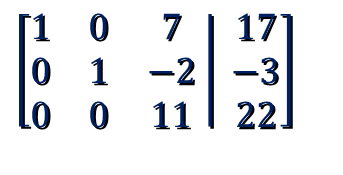 [1 0 7 | 17]
[0 1 −2 | −3]
[0 0 11 | 22]